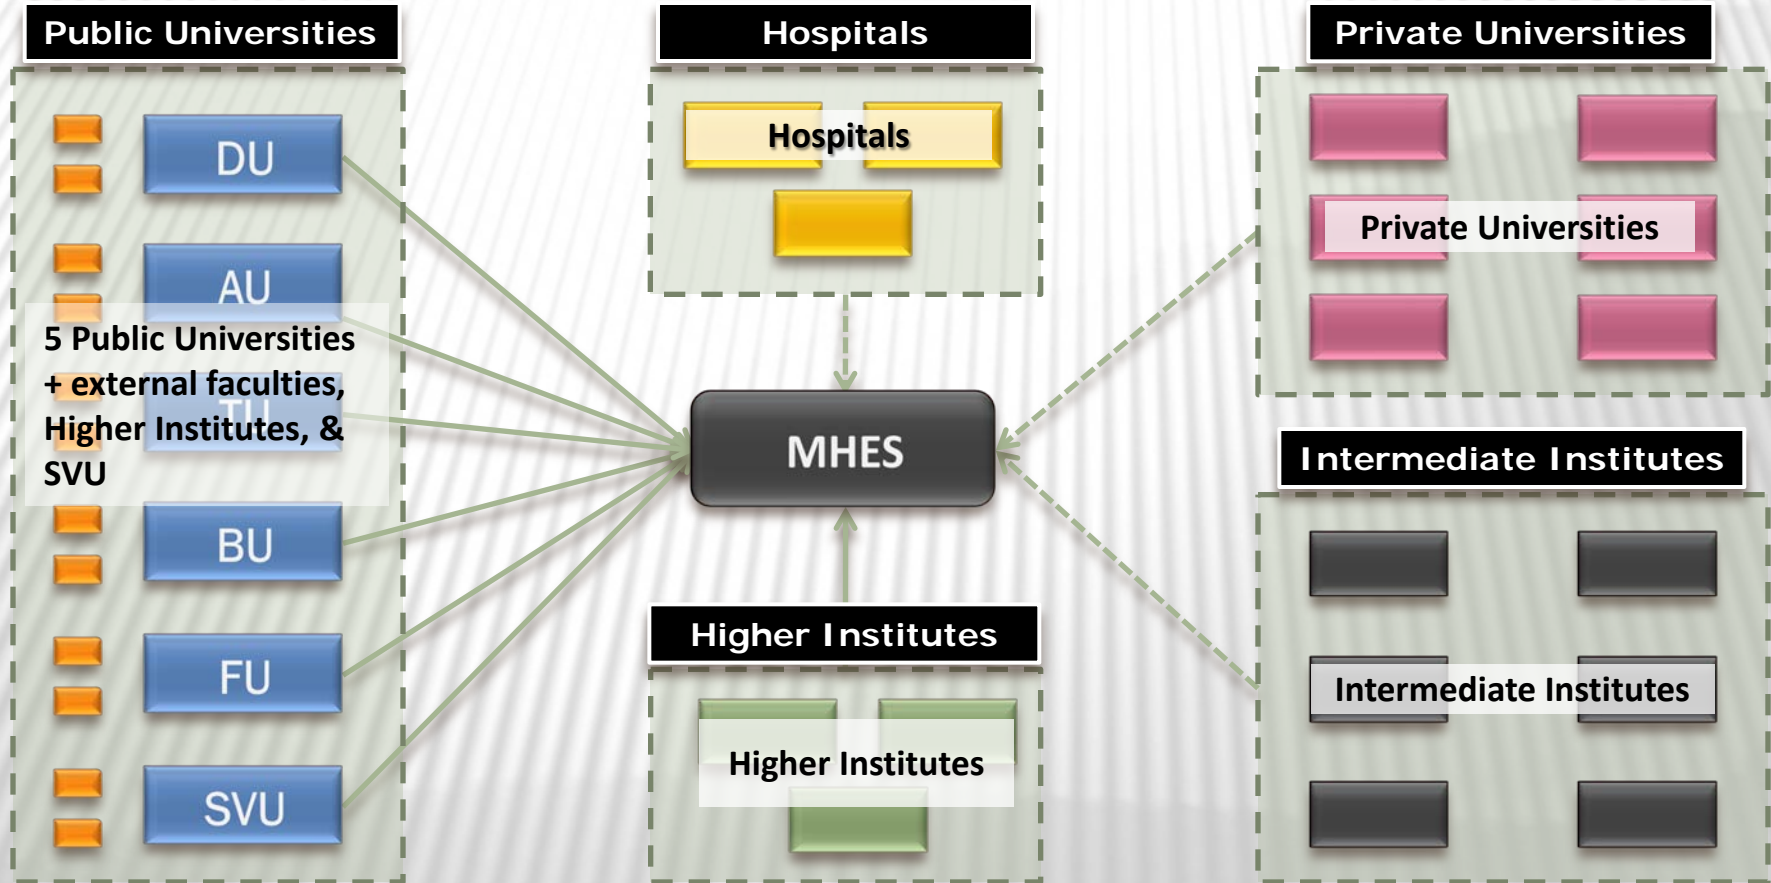 Public Universities
DU
AU
5 Public Universities
+ external faculties,
TU
Higher Institutes, &
SVU
BU
FU
SVU
Hospitals
Hospitals
MHES
Higher Institutes
Higher Institutes
Private Universities
Private Universities
Intermediate Institutes
Intermediate Institutes